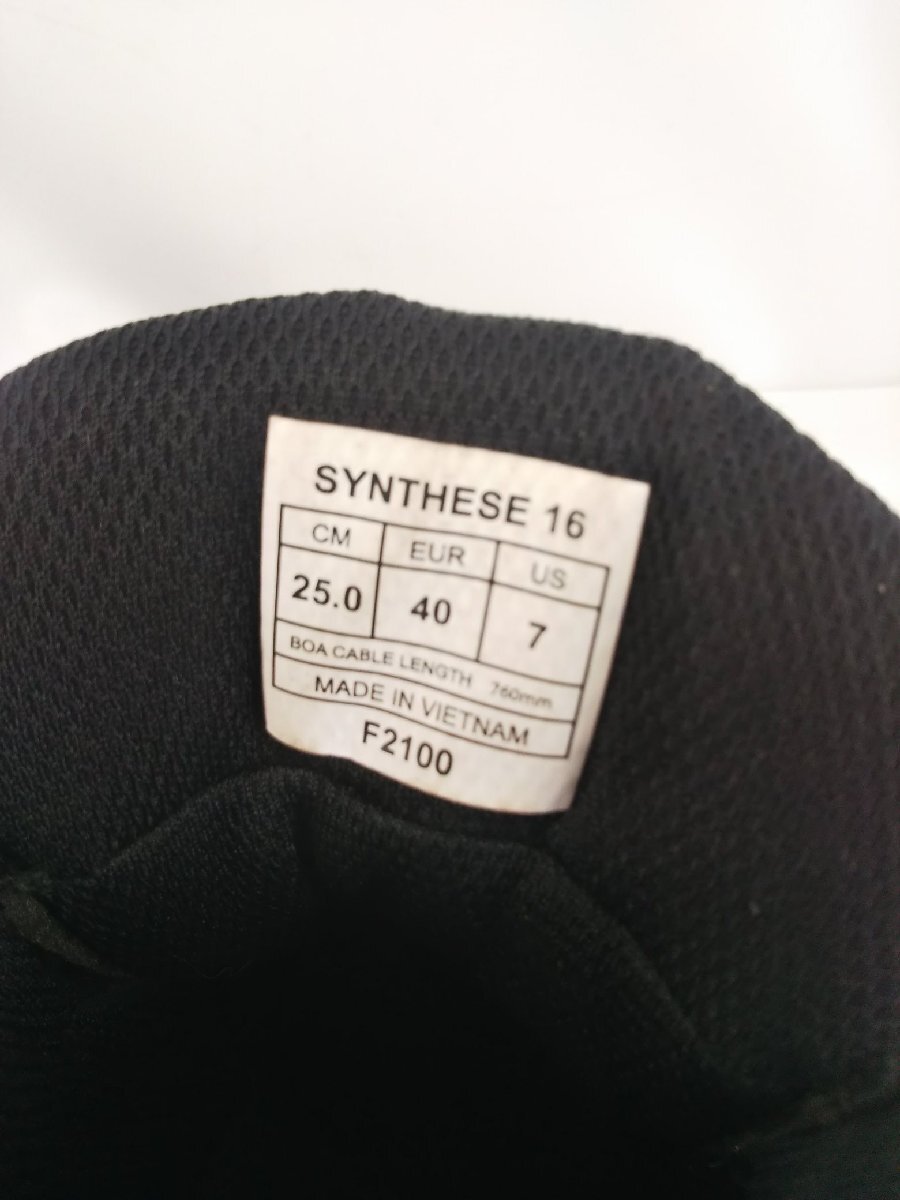 SYNTHESE 16
CM EUR US
25.0 40 7
BOA CABLE LENGTH 760mm
MADE IN VIETNAM
F2100